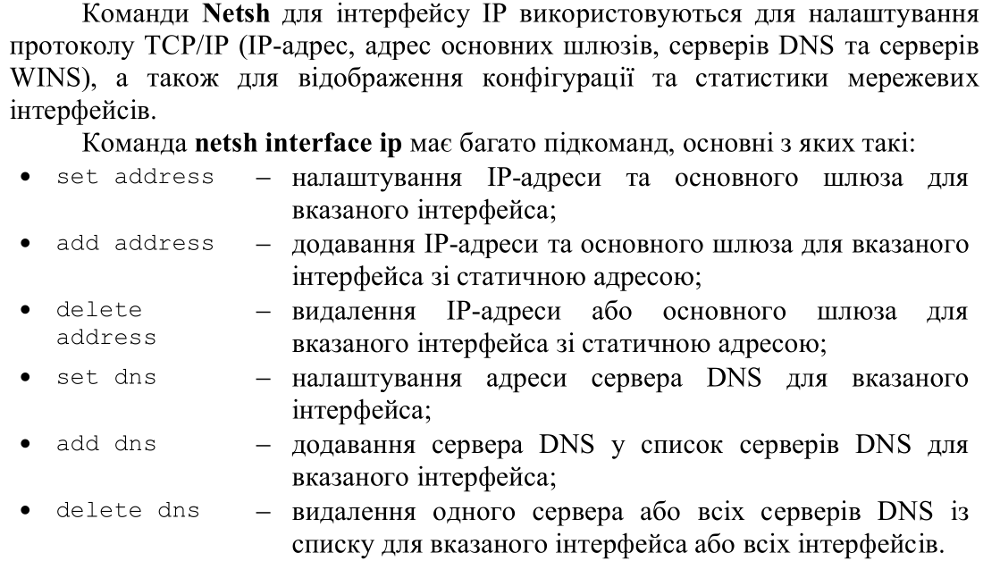 Команди Netsh для інтерфейсу IP використовуються для налаштування
протоколу TCP/IP (IP-адрес, адрес основних шлюзів, серверів DNS та серверів
WINS), а також для відображення конфігурації та статистики мережевих
інтерфейсів.
Команда netsh interface ip має багато підкоманд, основні з яких такі:
• set address – налаштування IP-адреси та основного шлюза для
вказаного інтерфейса;
• add address – додавання IP-адреси та основного шлюза для вказаного
інтерфейса зі статичною адресою;
• delete – видалення IP-адреси або основного шлюза для
address вказаного інтерфейса зі статичною адресою;
• set dns – налаштування адреси сервера DNS для вказаного
інтерфейса;
• add dns – додавання сервера DNS у список серверів DNS для
вказаного інтерфейса;
• delete dns – видалення одного сервера або всіх серверів DNS із
списку для вказаного інтерфейса або всіх інтерфейсів.